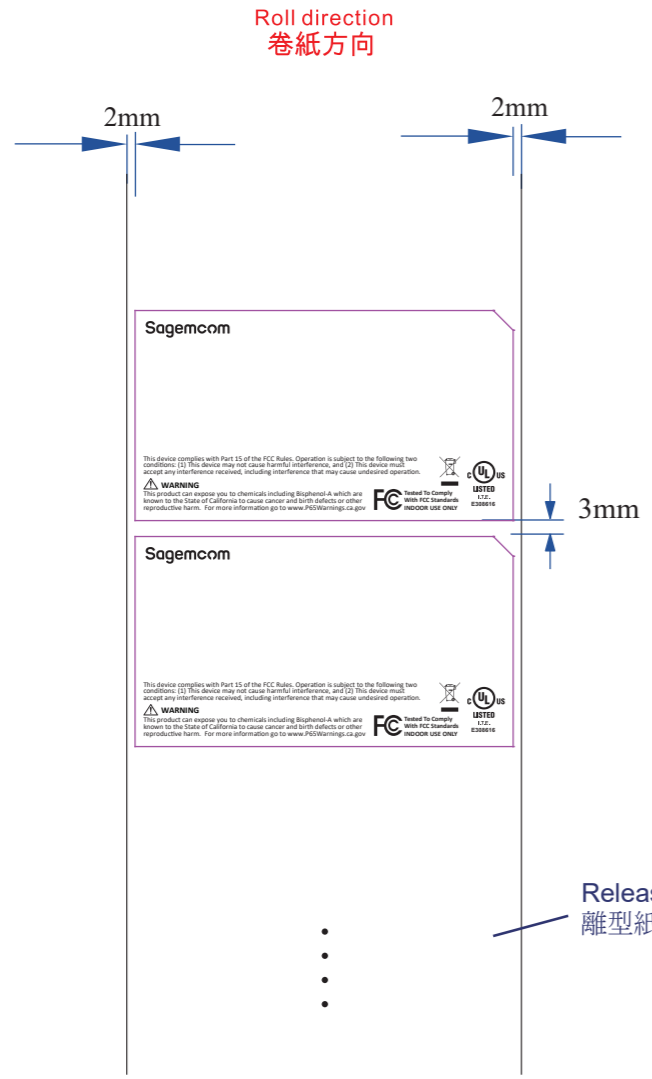 Roll direction
卷紙方向
2mm
2mm
Sagemcom
This device complies with Part 15 of the FCC Rules. Operation is subject to the following two
conditions: (1) This device may not cause harmful interference, and (2) This device must
accept any interference received, including interference that may cause undesired operation.
WARNING
This product can expose you to chemicals including Bisphenol-A which are
known to the State of California to cause cancer and birth defects or other
reproductive harm. For more information go to www.P65Warnings.ca.gov
FC
Tested To Comply
With FCC Standards
INDOOR USE ONLY
C UL US
LISTED
I.T.E.
E308616
3mm
Sagemcom
This device complies with Part 15 of the FCC Rules. Operation is subject to the following two
conditions: (1) This device may not cause harmful interference, and (2) This device must
accept any interference received, including interference that may cause undesired operation.
WARNING
This product can expose you to chemicals including Bisphenol-A which are
known to the State of California to cause cancer and birth defects or other
reproductive harm. For more information go to www.P65Warnings.ca.gov
FC
Tested To Comply
With FCC Standards
INDOOR USE ONLY
C UL US
LISTED
I.T.E.
E308616
Releas
離型紙